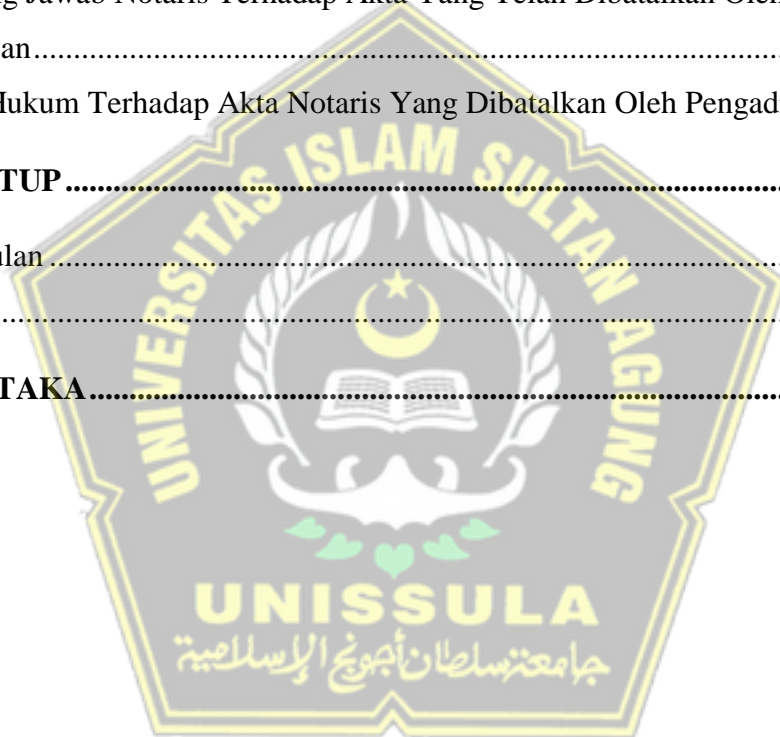 g Jawab Notaris Terhadap Akta Yang Telah Dibatalkan Oleh
an...............................................................
Hukum Terhadap Akta Notaris Yang Dibatalkan Oleh Pengad
TUP...............................................................
ulan...............................................................
...............................................................
TAKA...............................................................
UNIVERSITAS ISLAM SULTAN AGUNG
UNISSULA
جامعة سلطان أجونج الإسلامية